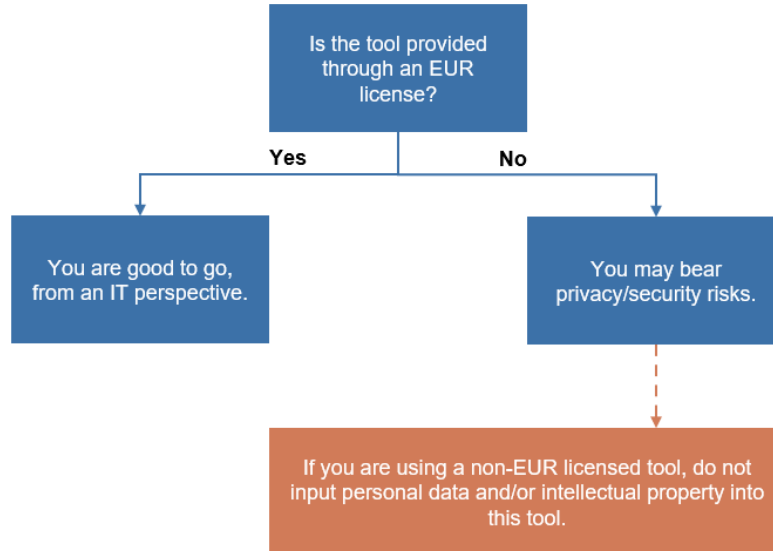 Is the tool provided
through an EUR
license?
Yes
No
You are good to go,
from an IT perspective.
You may bear
privacy/security risks.
If you are using a non-EUR licensed tool, do not
input personal data and/or intellectual property into
this tool.